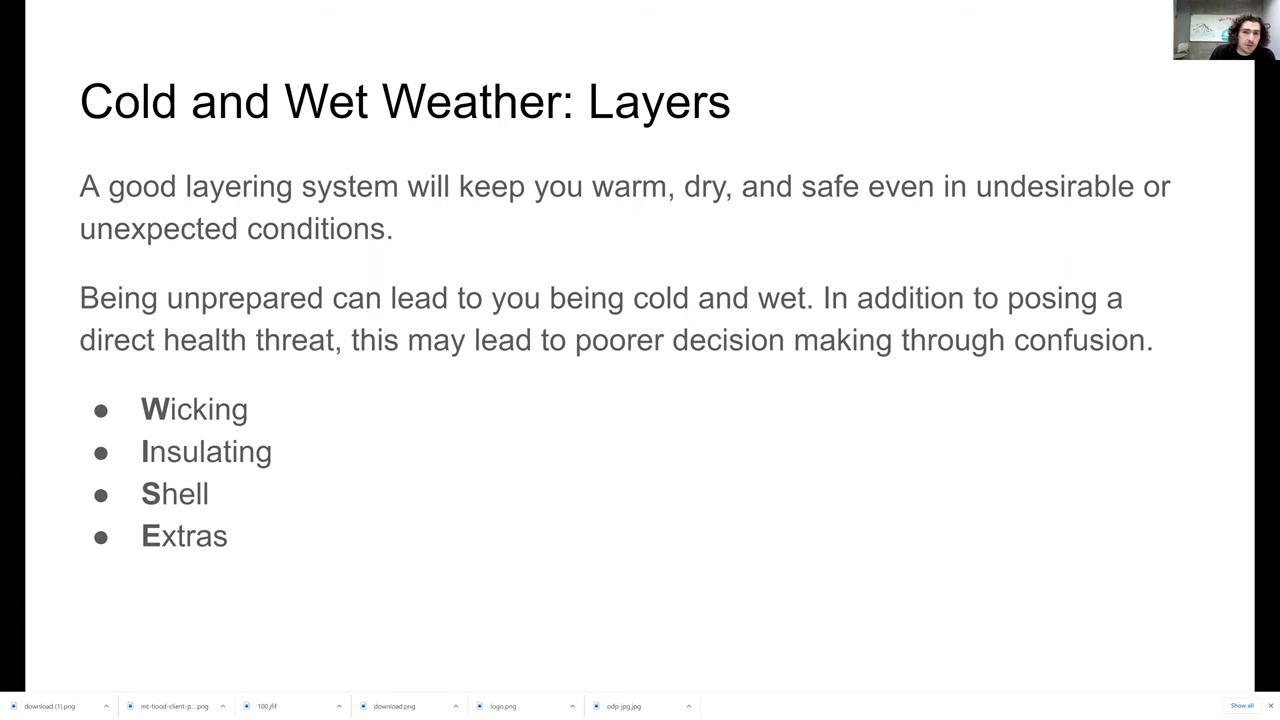 Cold and Wet Weather: Layers
A good layering system will keep you warm, dry, and safe even in undesirable or
unexpected conditions.
Being unprepared can lead to you being cold and wet. In addition to posing a
direct health threat, this may lead to poorer decision making through confusion.
● Wicking
● Insulating
● Shell
● Extras
download (1).png
mt-hood-client-p....png
100.jfif
download.png
logo.png
odp-jpg.jpg
Show all